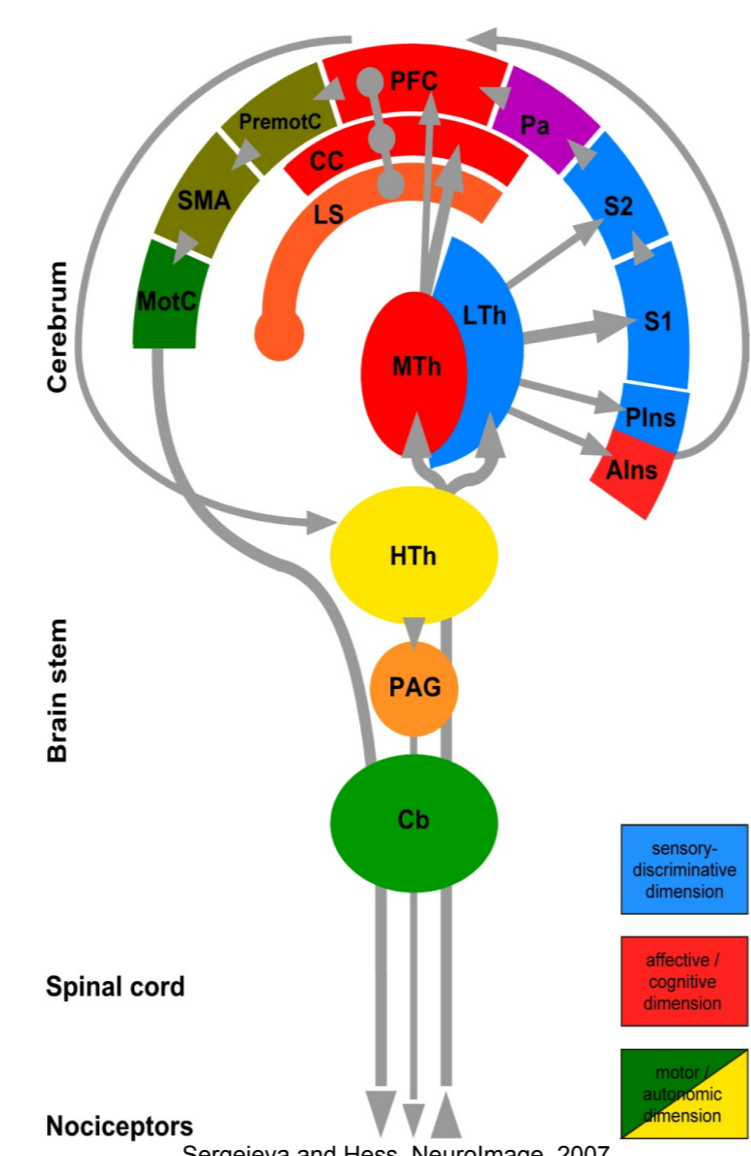 PFC
PremotC
Pa
CC
SMA
S2
LS
MotC
LTh
S1
MTh
PIns
AIns
Cerebrum
HTh
Brain stem
PAG
Cb
sensory-
discriminative
dimension
affective /
cognitive
dimension
Spinal cord
motor /
autonomic
dimension
Nociceptors
Sergejeva and Hess, NeuroImage, 2007